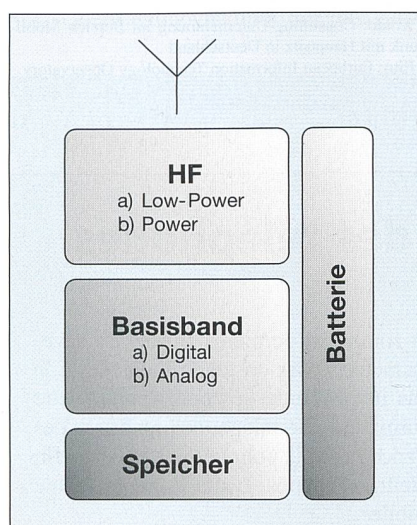 HF
a) Low-Power
b) Power
Basisband
a) Digital
b) Analog
Speicher
Batterie